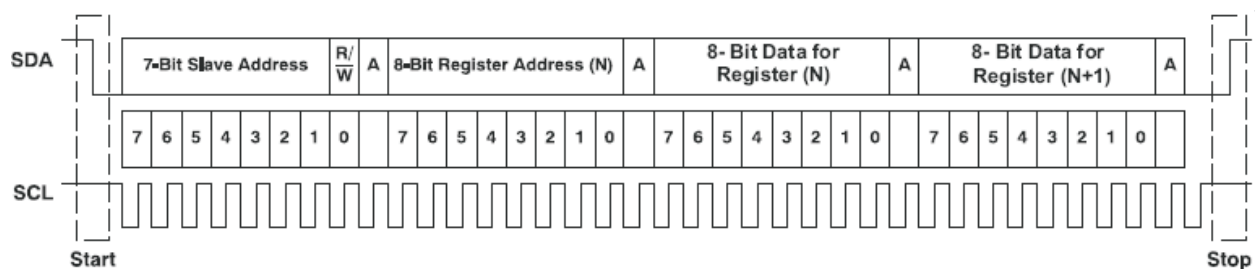 SDA
7-Bit Slave Address
R/
W
A
8-Bit Register Address (N)
A
8- Bit Data for
Register (N)
A
8- Bit Data for
Register (N+1)
A
7 6 5 4 3 2 1 0 7 6 5 4 3 2 1 0 7 6 5 4 3 2 1 0 7 6 5 4 3 2 1 0
SCL
Start
Stop